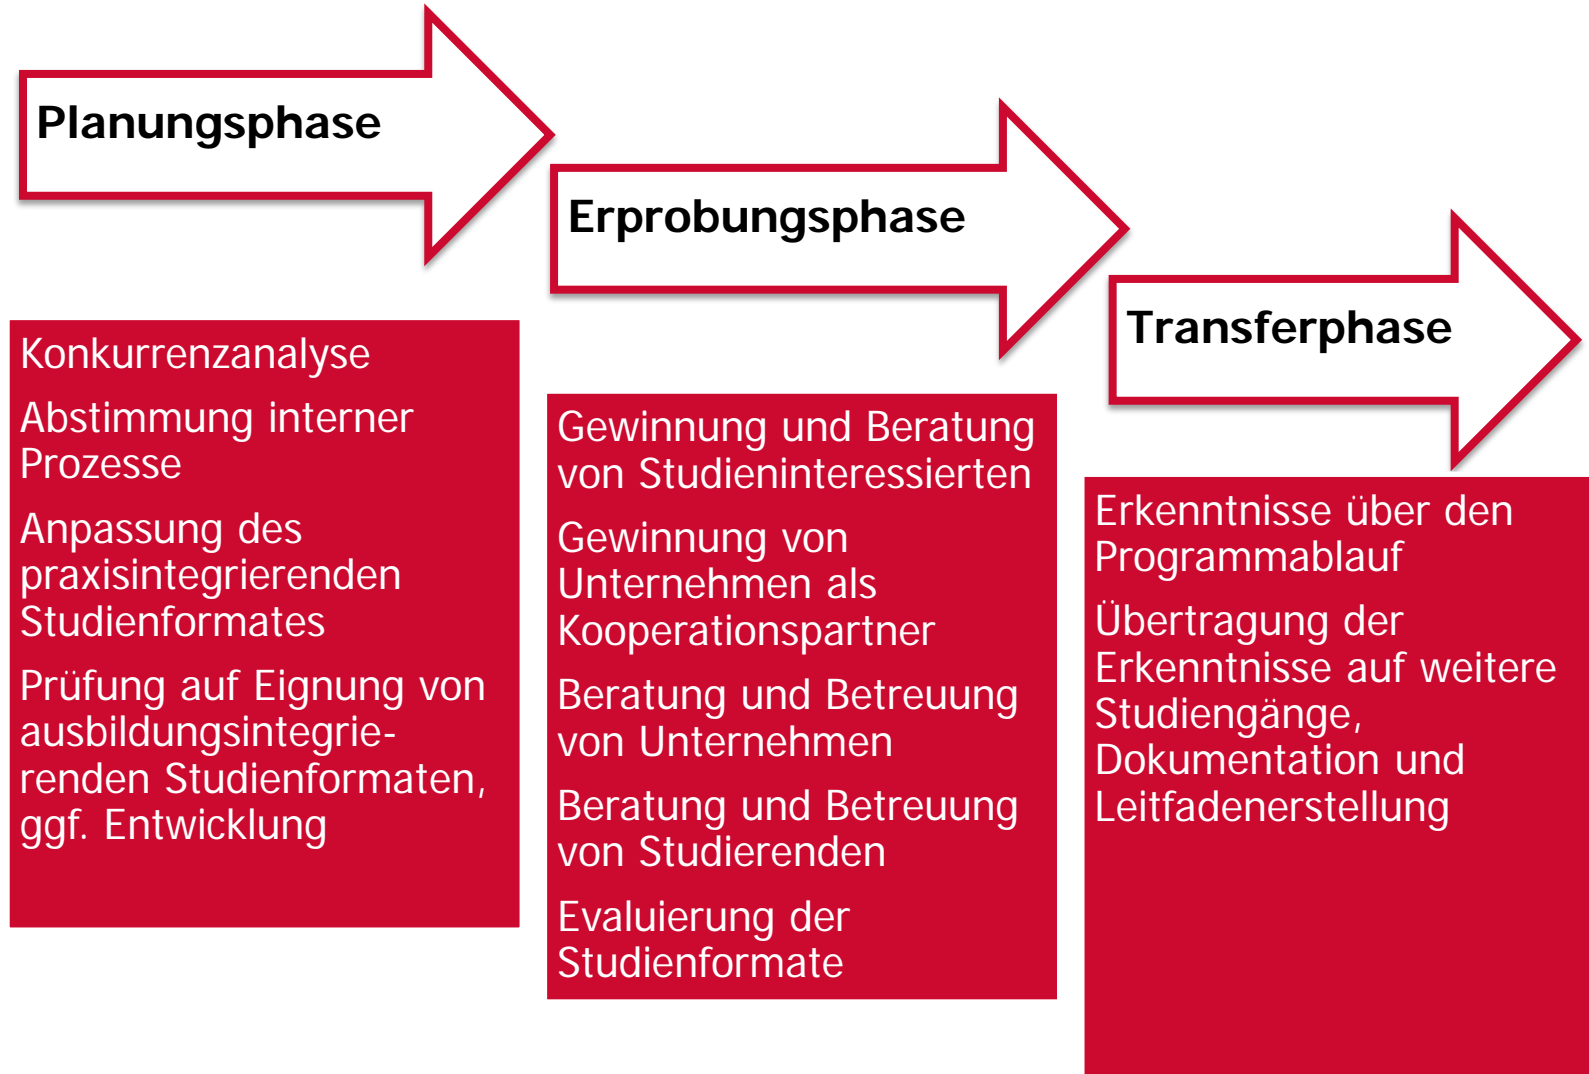 Planungsphase
Konkurrenzanalyse
Abstimmung interner
Prozesse
Anpassung des
praxisintegrierenden
Studienformates
Prüfung auf Eignung von
ausbildungsintegrie-
renden Studienformaten,
ggf. Entwicklung
Erprobungsphase
Gewinnung und Beratung
von Studieninteressierten
Gewinnung von
Unternehmen als
Kooperationspartner
Beratung und Betreuung
von Unternehmen
Beratung und Betreuung
von Studierenden
Evaluierung der
Studienformate
Transferphase
Erkenntnisse über den
Programmablauf
Übertragung der
Erkenntnisse auf weitere
Studiengänge,
Dokumentation und
Leitfadenerstellung